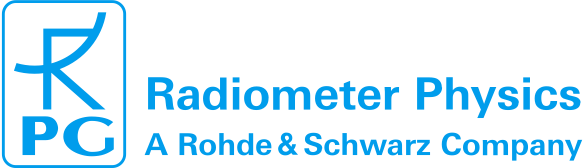 RPG
Radiometer Physics
A Rohde & Schwarz Company